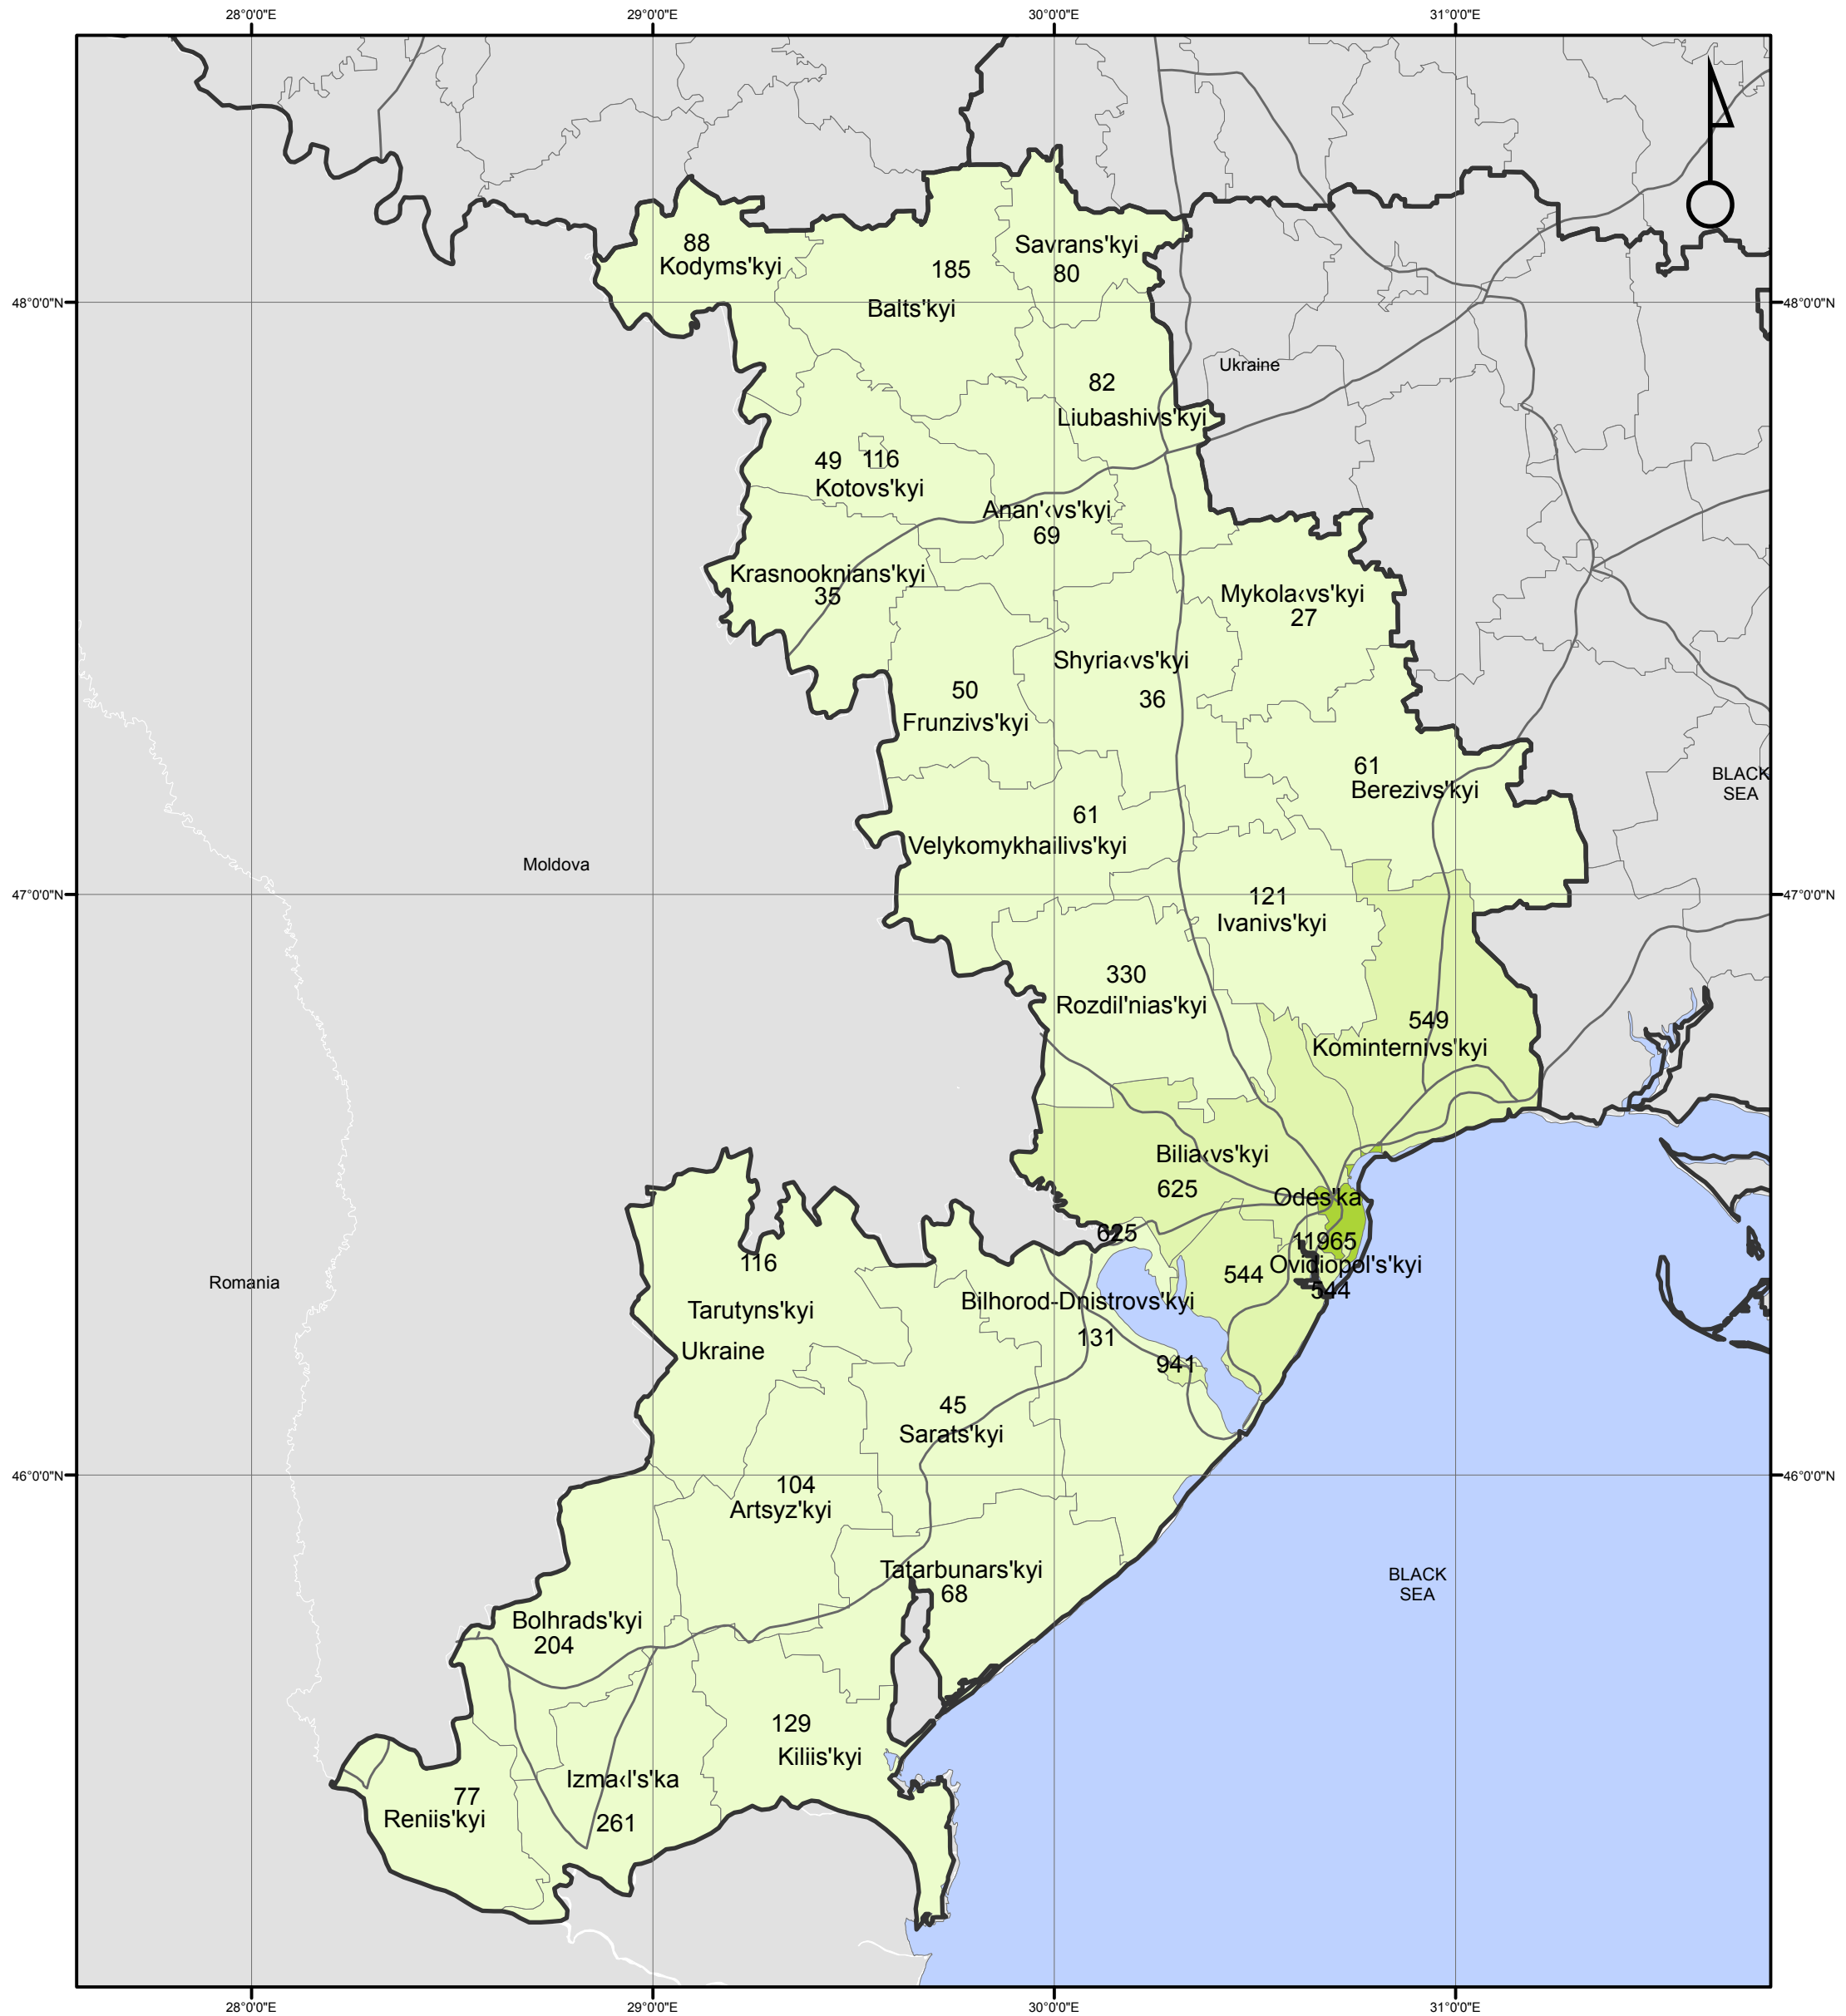 28°0'0"E
29°0'0"E
30°0'0"E
31°0'0"E
88
Kodyms'kyi
185
Balts'kyi
Savrans'kyi
80
48°0'0"N
48°0'0"N
82
Liubashivs'kyi
Ukraine
49
116
Kotovs'kyi
Anan'‹vs'kyi
69
Krasnooknians'kyi
35
Mykola‹vs'kyi
27
Shyria‹vs'kyi
36
50
Frunzivs'kyi
61
Berezivs'kyi
BLACK
SEA
61
Velykomykhailivs'kyi
Moldova
47°0'0"N
47°0'0"N
121
Ivanivs'kyi
330
Rozdil'nias'kyi
549
Kominternivs'kyi
Bilia‹vs'kyi
625
Odes'ka
625
11965
116
544
Ovidiopol's'kyi
544
Romania
Tarutyns'kyi
Bilhorod-Dnistrovs'kyi
131
Ukraine
941
45
Sarats'kyi
46°0'0"N
46°0'0"N
104
Artsyz'kyi
Tatarbunars'kyi
68
BLACK
SEA
Bolhrads'kyi
204
129
Kiliis'kyi
Izma‹l's'ka
261
77
Reniis'kyi
28°0'0"E
29°0'0"E
30°0'0"E
31°0'0"E